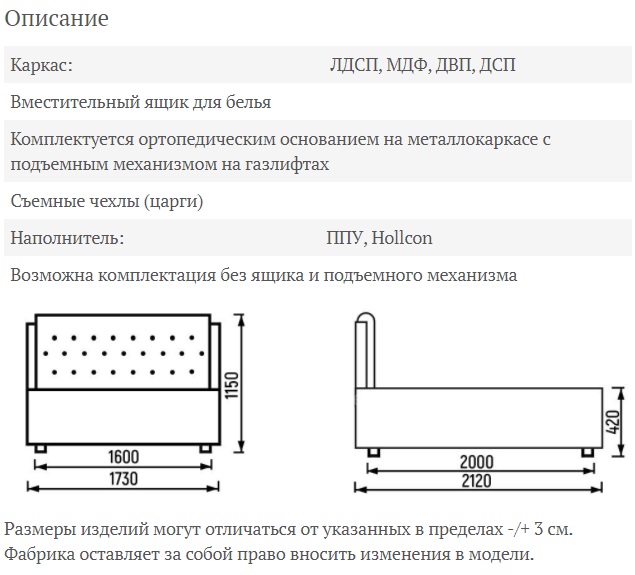 Описание
Каркас: ЛДСП, МДФ, ДВП, ДСП
Вместительный ящик для белья
Комплектуется ортопедическим основанием на металлокаркасе с
подъемным механизмом на газлифтах
Съемные чехлы (царги)
Наполнитель: ППУ, Hollcon
Возможна комплектация без ящика и подъемного механизма
1150
1600
1730
420
2000
2120
Размеры изделий могут отличаться от указанных в пределах -/+ 3 см.
Фабрика оставляет за собой право вносить изменения в модели.